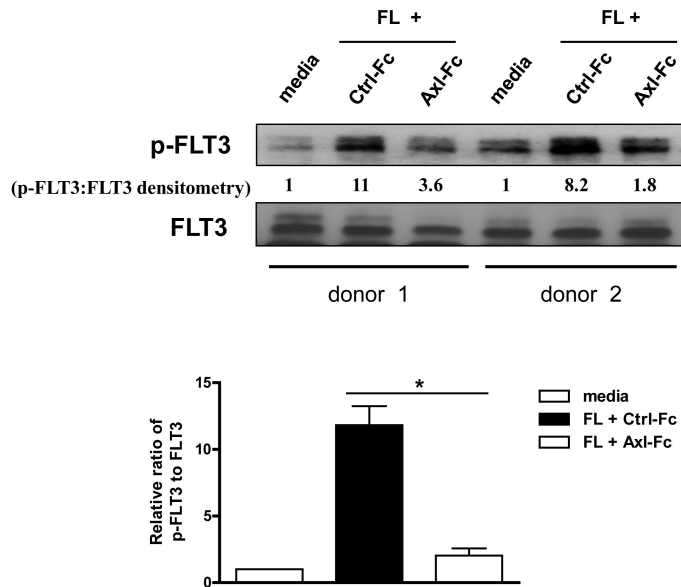 FL + FL +
media Ctrl-Fc Axl-Fc media Ctrl-Fc Axl-Fc
p-FLT3
(p-FLT3:FLT3 densitometry) 1 11 3.6 1 8.2 1.8
FLT3
donor 1 donor 2
*
15
10
5
0
Relative ratio of
p-FLT3 to FLT3
media
FL + Ctrl-Fc
FL + Axl-Fc